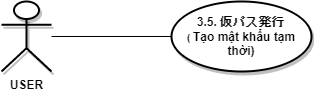 3.5. 仮パス発行
( Tạo mật khẩu tạm
thời)
USER